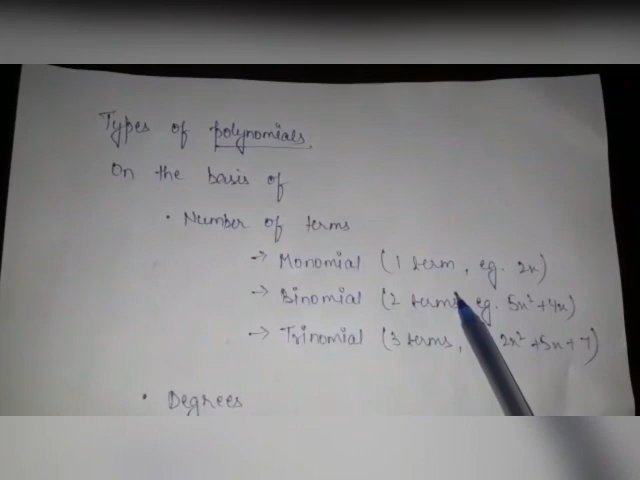 Types of polynomials.
On the basis of
• Number of terms
→ Monomial (1 term, eg. 2x)
→ Binomial (2 terms, eg. 5x²+4x)
→ Trinomial (3 terms, 2x²+5x+7)
• Degrees